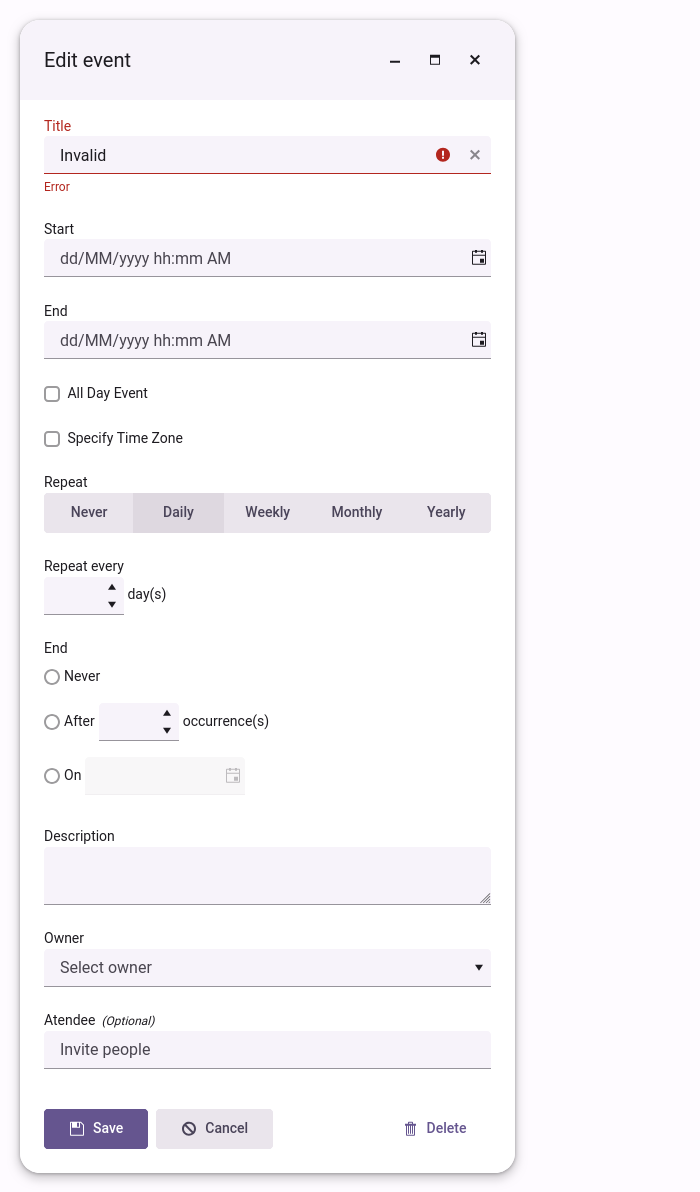 Edit event
Title
Invalid
Error
Start
dd/MM/yyyy hh:mm AM
End
dd/MM/yyyy hh:mm AM
All Day Event
Specify Time Zone
Repeat
Never Daily Weekly Monthly Yearly
Repeat every
day(s)
End
Never
After occurrence(s)
On
Description
Owner
Select owner
Atendee (Optional)
Invite people
Save Cancel Delete